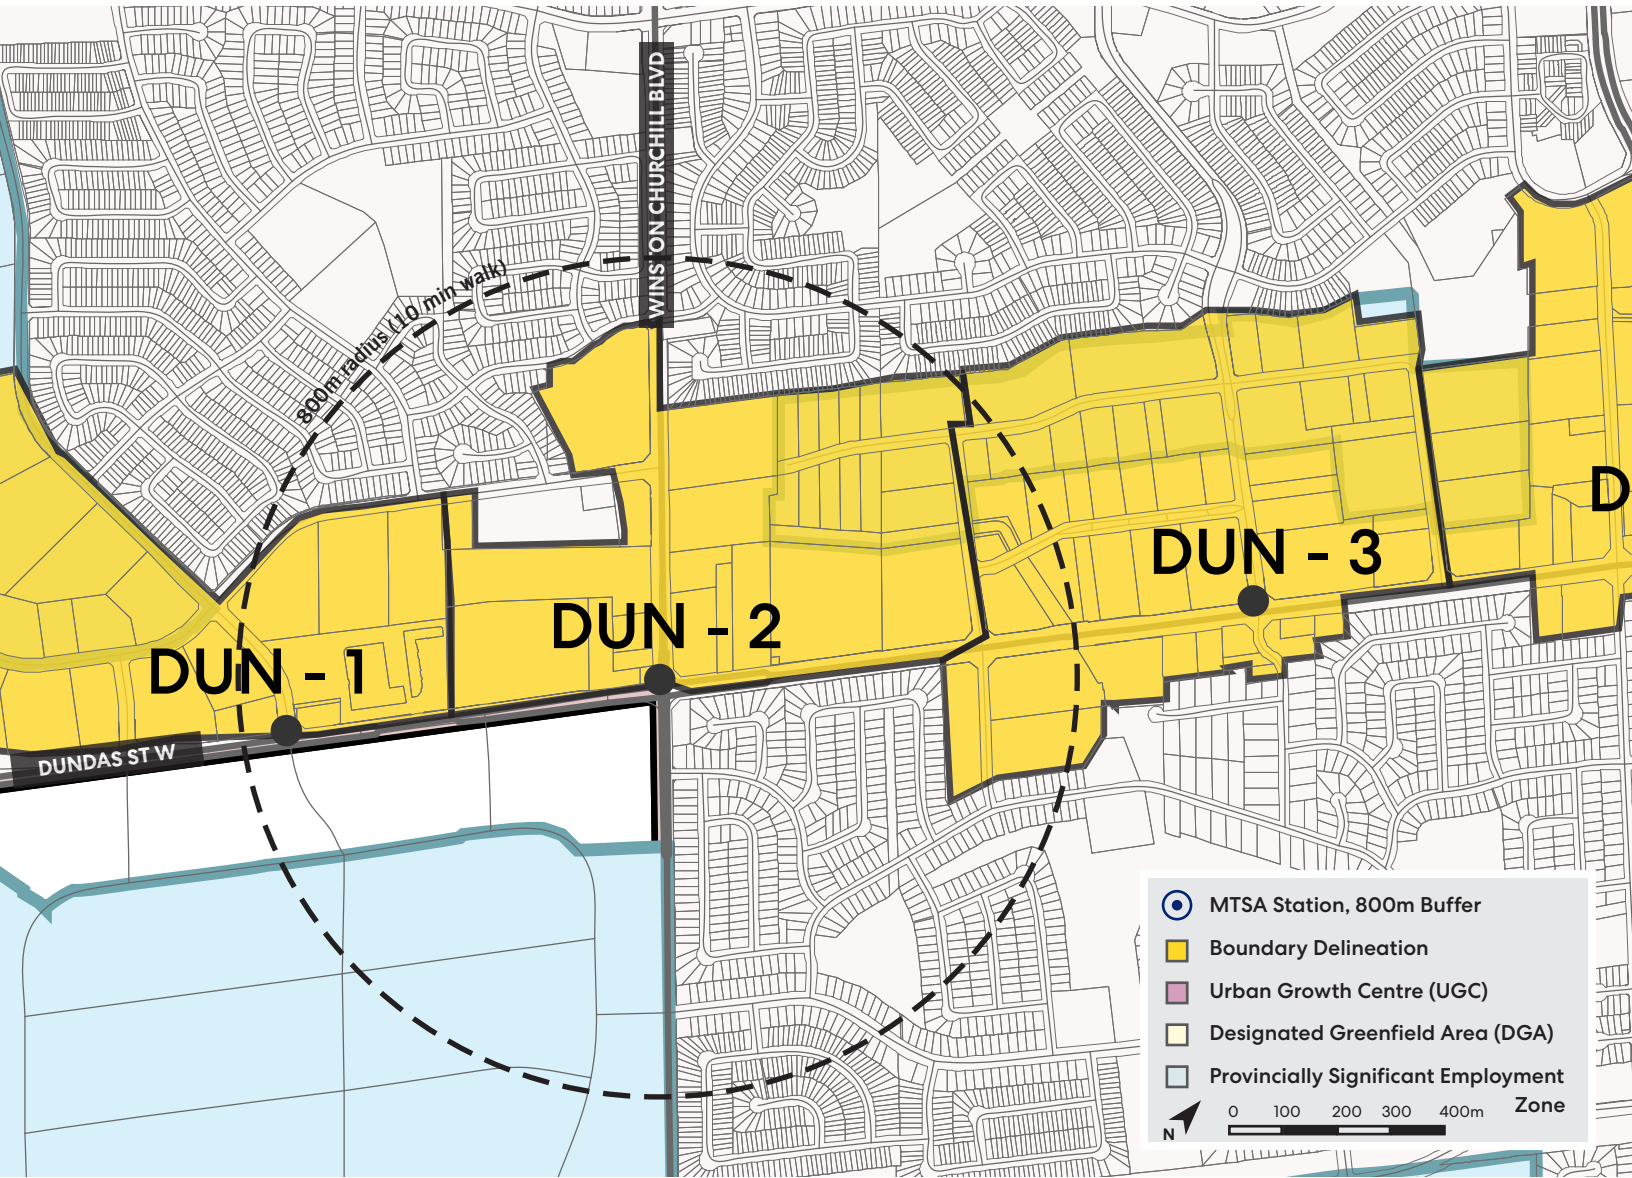 WINSTON CHURCHILL BLVD
800m radius (10 min walk)
D
DUN - 3
DUN - 2
DUN - 1
DUNDAS ST W
MTSA Station, 800m Buffer
Boundary Delineation
Urban Growth Centre (UGC)
Designated Greenfield Area (DGA)
Provincially Significant Employment
Zone
N
0 100 200 300 400m